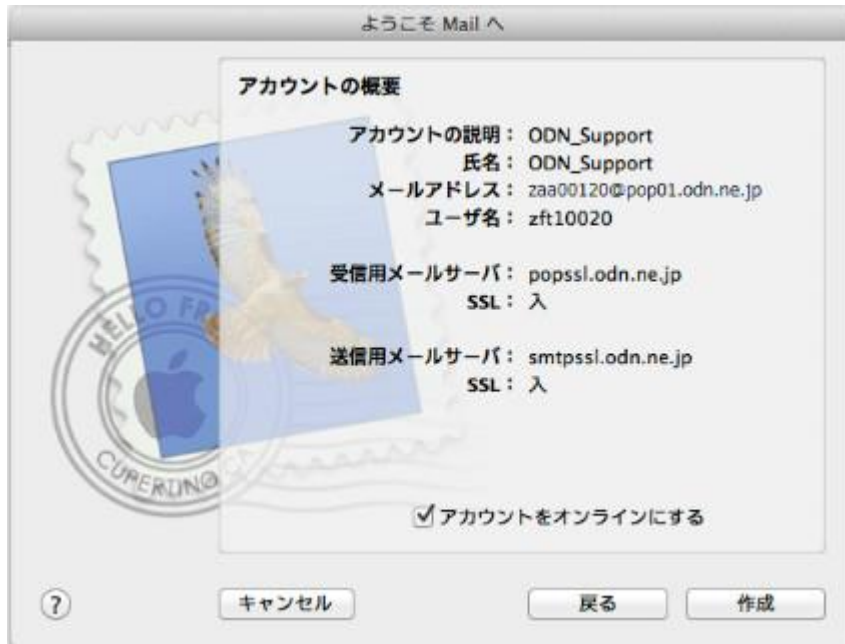 ようこそ Mail へ
アカウントの概要
アカウントの説明： ODN_Support
氏名： ODN_Support
メールアドレス： zaa00120@pop01.odn.ne.jp
ユーザ名： zft10020
受信用メールサーバ： popssl.odn.ne.jp
SSL： 入
送信用メールサーバ： smtpssl.odn.ne.jp
SSL： 入
HELLO FR
CUPERTINO CA
アカウントをオンラインにする
?
キャンセル
戻る
作成